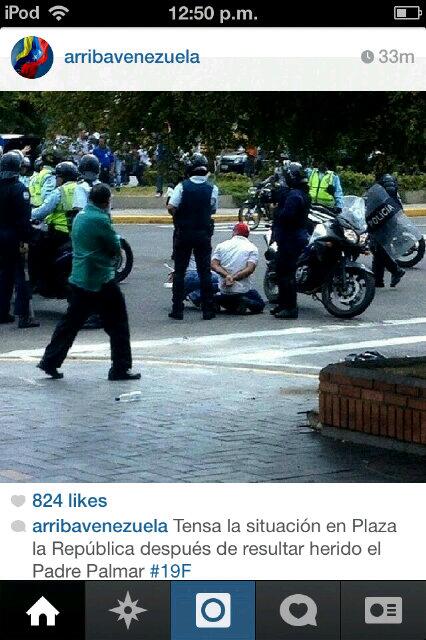 iPod 12:50 p.m.
arribavenezuela 33m
POLICIA
824 likes
arribavenezuela Tensa la situación en Plaza
la República después de resultar herido el
Padre Palmar #19F